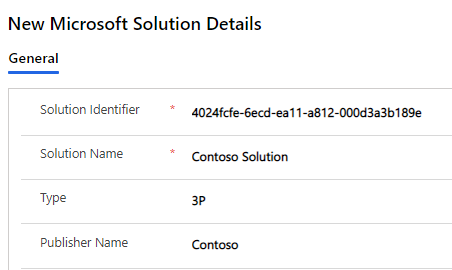 New Microsoft Solution Details
General
Solution Identifier * 4024fcfe-6ecd-ea11-a812-000d3a3b189e
Solution Name * Contoso Solution
Type 3P
Publisher Name Contoso